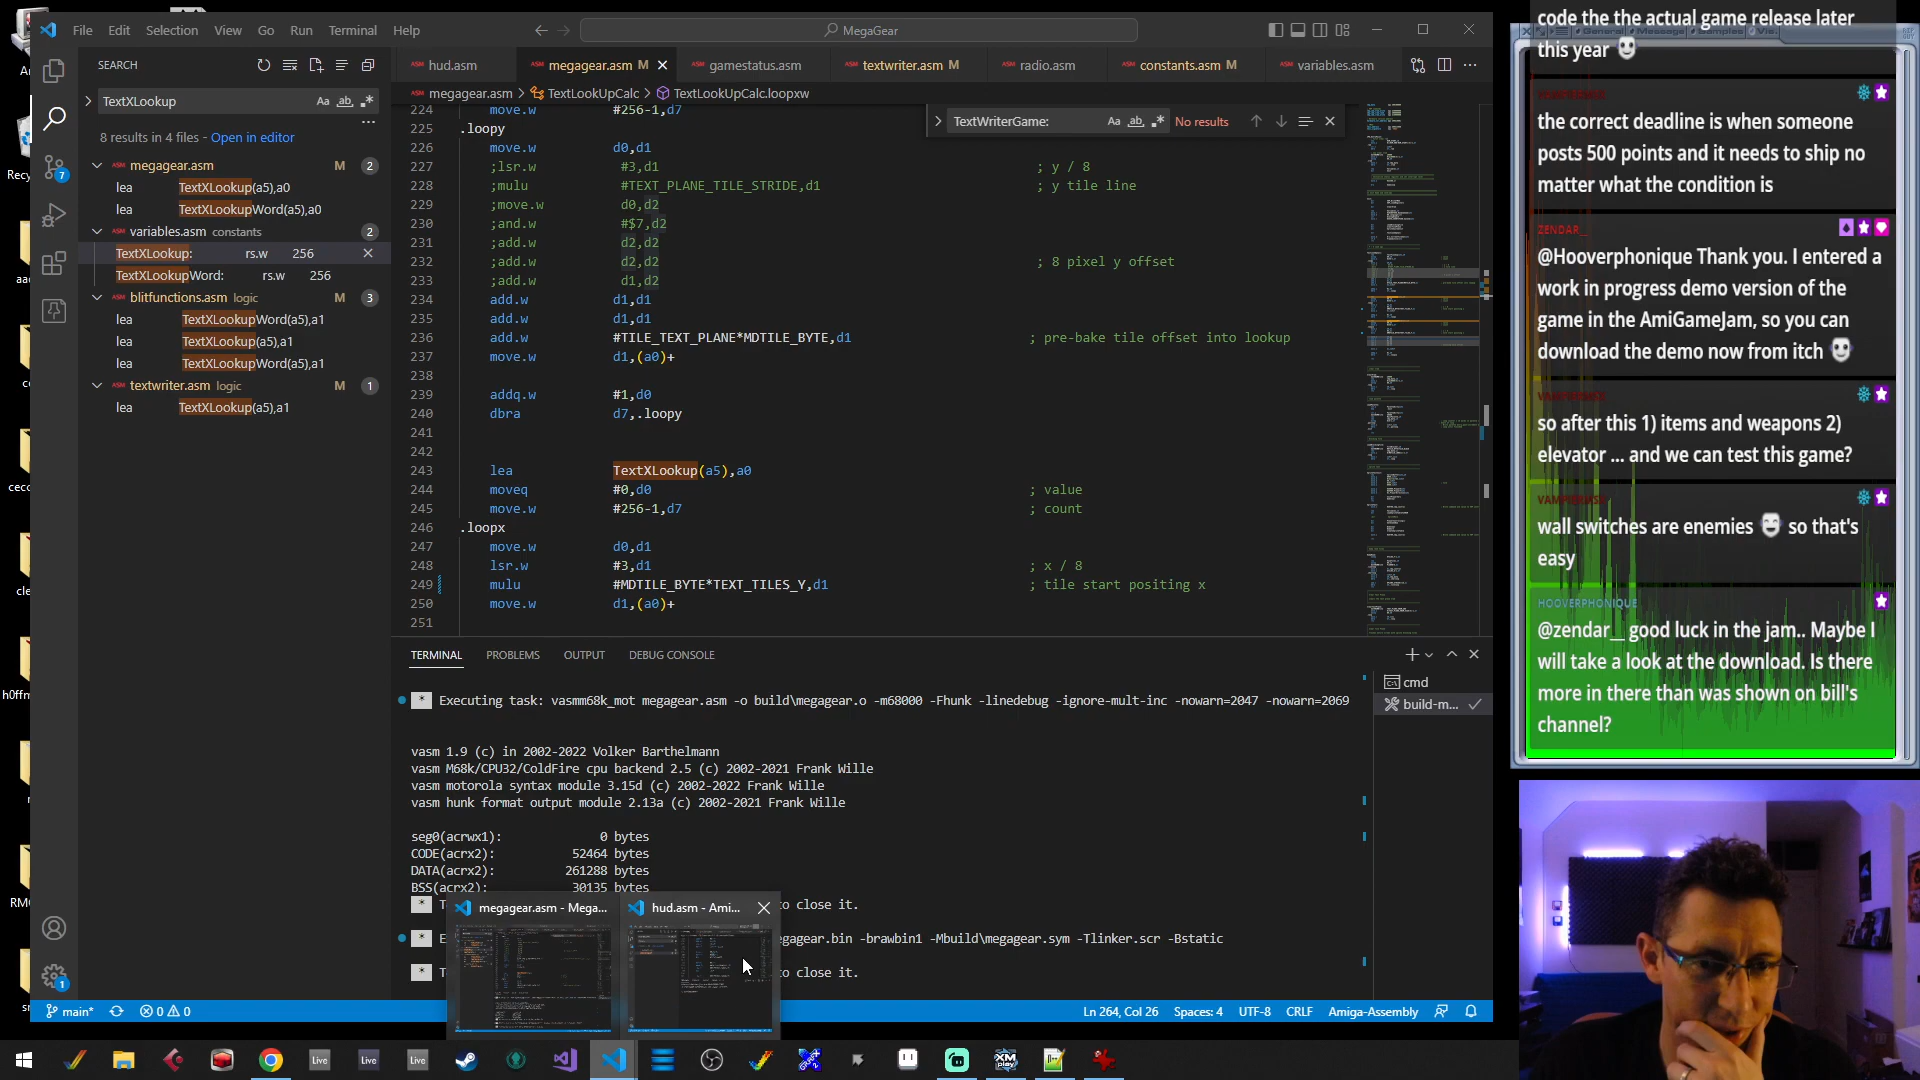 File Edit Selection View Go Run Terminal Help
MegaGear
SEARCH
hud.asm
megagear.asm M
gamestatus.asm
textwriter.asm M
radio.asm
constants.asm M
variables.asm
megagear.asm > TextLookUpCalc > TextLookUpCalc.loopxw
TextXLookup
Aa ab
8 results in 4 files - Open in editor
megagear.asm M 2
lea TextXLookup(a5),a0
lea TextXLookupWord(a5),a0
variables.asm constants 2
TextXLookup: rs.w 256
TextXLookupWord: rs.w 256
blitfunctions.asm logic M 3
lea TextXLookupWord(a5),a1
lea TextXLookup(a5),a1
lea TextXLookupWord(a5),a1
textwriter.asm logic M 1
lea TextXLookup(a5),a1
TextWriterGame: Aa ab No results
224 move.w #256-1,d7
225 .loopy
226 move.w d0,d1
227 ;lsr.w #3,d1 ; y / 8
228 ;mulu #TEXT_PLANE_TILE_STRIDE,d1 ; y tile line
229 ;move.w d0,d2
230 ;and.w #$7,d2
231 ;add.w d2,d2
232 ;add.w d2,d2 ; 8 pixel y offset
233 ;add.w d1,d2
234 add.w d1,d1
235 add.w d1,d1
236 add.w #TILE_TEXT_PLANE*MDTILE_BYTE,d1 ; pre-bake tile offset into lookup
237 move.w d1,(a0)+
238
239 addq.w #1,d0
240 dbra d7,.loopy
241
242
243 lea TextXLookup(a5),a0
244 moveq #0,d0 ; value
245 move.w #256-1,d7 ; count
246 .loopx
247 move.w d0,d1
248 lsr.w #3,d1 ; x / 8
249 mulu #MDTILE_BYTE*TEXT_TILES_Y,d1 ; tile start positing x
250 move.w d1,(a0)+
251
TERMINAL PROBLEMS OUTPUT DEBUG CONSOLE
cmd
build-m...
* Executing task: vasmm68k_mot megagear.asm -o build\megagear.o -m68000 -Fhunk -linedebug -ignore-mult-inc -nowarn=2047 -nowarn=2069
vasm 1.9 (c) in 2002-2022 Volker Barthelmann
vasm M68k/CPU32/ColdFire cpu backend 2.5 (c) 2002-2021 Frank Wille
vasm motorola syntax module 3.15d (c) 2002-2022 Frank Wille
vasm hunk format output module 2.13a (c) 2002-2021 Frank Wille
seg0(acrwx1): 0 bytes
CODE(acrx2): 52464 bytes
DATA(acrx2): 261288 bytes
BSS(acrx2): 30135 bytes
* T to close it.
* E agear.bin -brawbin1 -Mbuild\megagear.sym -Tlinker.scr -Bstatic
* T to close it.
megagear.asm - Mega...
hud.asm - Ami...
main* 0 0
Ln 264, Col 26 Spaces: 4 UTF-8 CRLF Amiga-Assembly
Live
Live
Live
XM play
code the the actual game release later
this year
the correct deadline is when someone
posts 500 points and it needs to ship no
matter what the condition is
ZENDAR__
@Hooverphonique Thank you. I entered a
work in progress demo version of the
game in the AmiGameJam, so you can
download the demo now from itch
so after this 1) items and weapons 2)
elevator ... and we can test this game?
wall switches are enemies so that's
easy
HOOVERPHONIQUE
@zendar__ good luck in the jam.. Maybe I
will take a look at the download. Is there
more in there than was shown on bill's
channel?